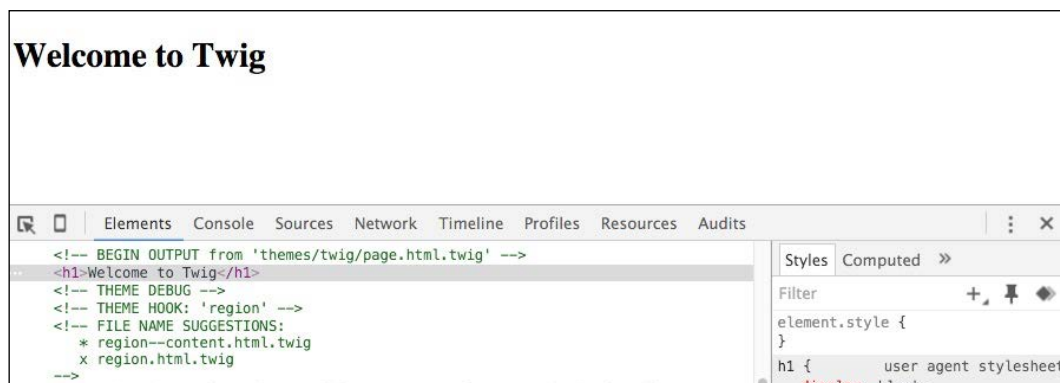 Welcome to Twig
Elements Console Sources Network Timeline Profiles Resources Audits
<!-- BEGIN OUTPUT from 'themes/twig/page.html.twig' -->
<h1>Welcome to Twig</h1>
<!-- THEME DEBUG -->
<!-- THEME HOOK: 'region' -->
<!-- FILE NAME SUGGESTIONS:
* region--content.html.twig
x region.html.twig
-->
Styles Computed »
Filter
element.style {
}
h1 { user agent stylesheet